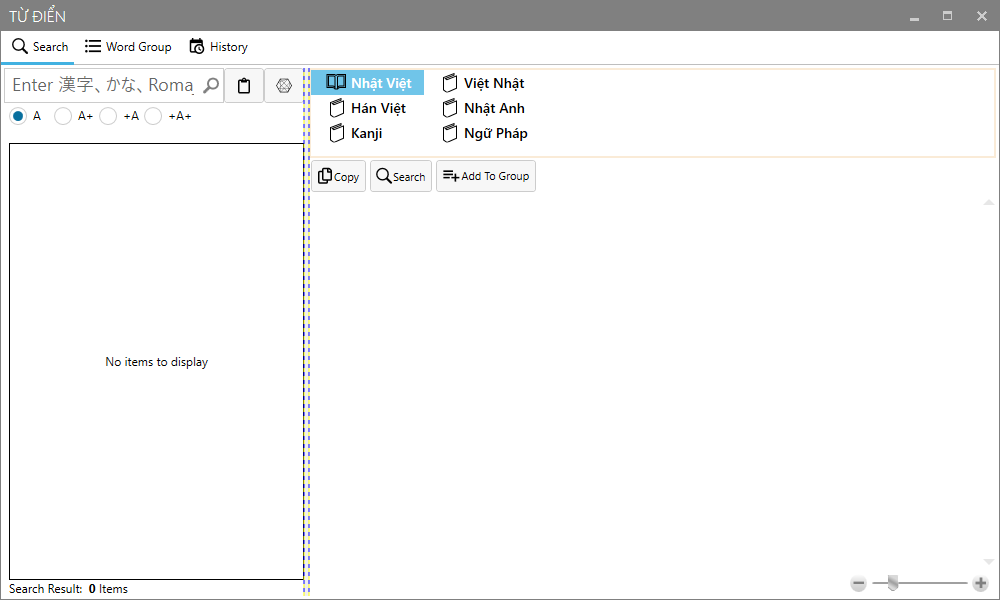 TỪ ĐIỂN
Search Word Group History
Enter 漢字、かな、Romaj
A A+ +A +A+
Nhật Việt Việt Nhật
Hán Việt Nhật Anh
Kanji Ngữ Pháp
Copy Search Add To Group
No items to display
Search Result: 0 Items